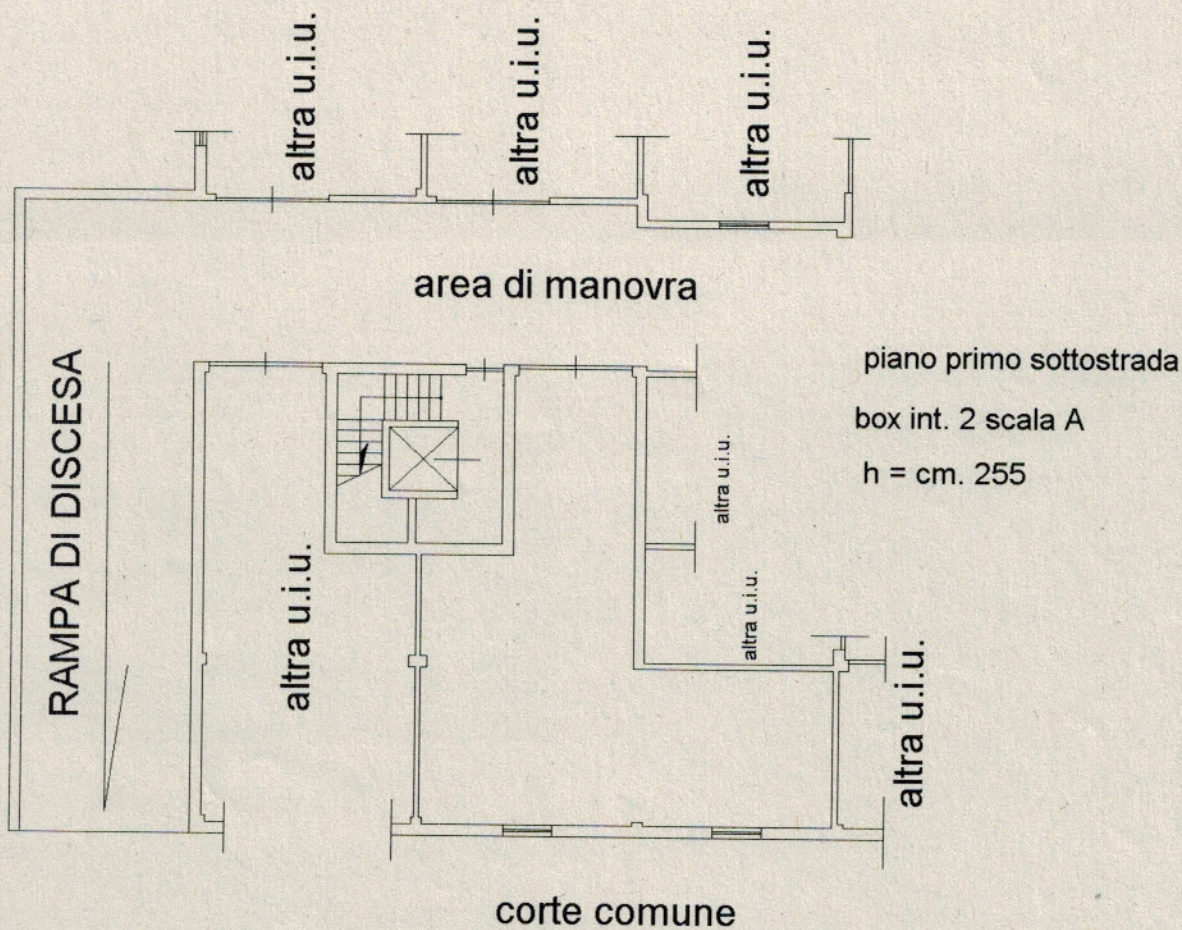 altra u.i.u.
altra u.i.u.
altra u.i.u.
area di manovra
RAMPA DI DISCESA
piano primo sottostrada
box int. 2 scala A
h = cm. 255
altra u.i.u.
altra u.i.u.
altra u.i.u.
altra u.i.u.
corte comune